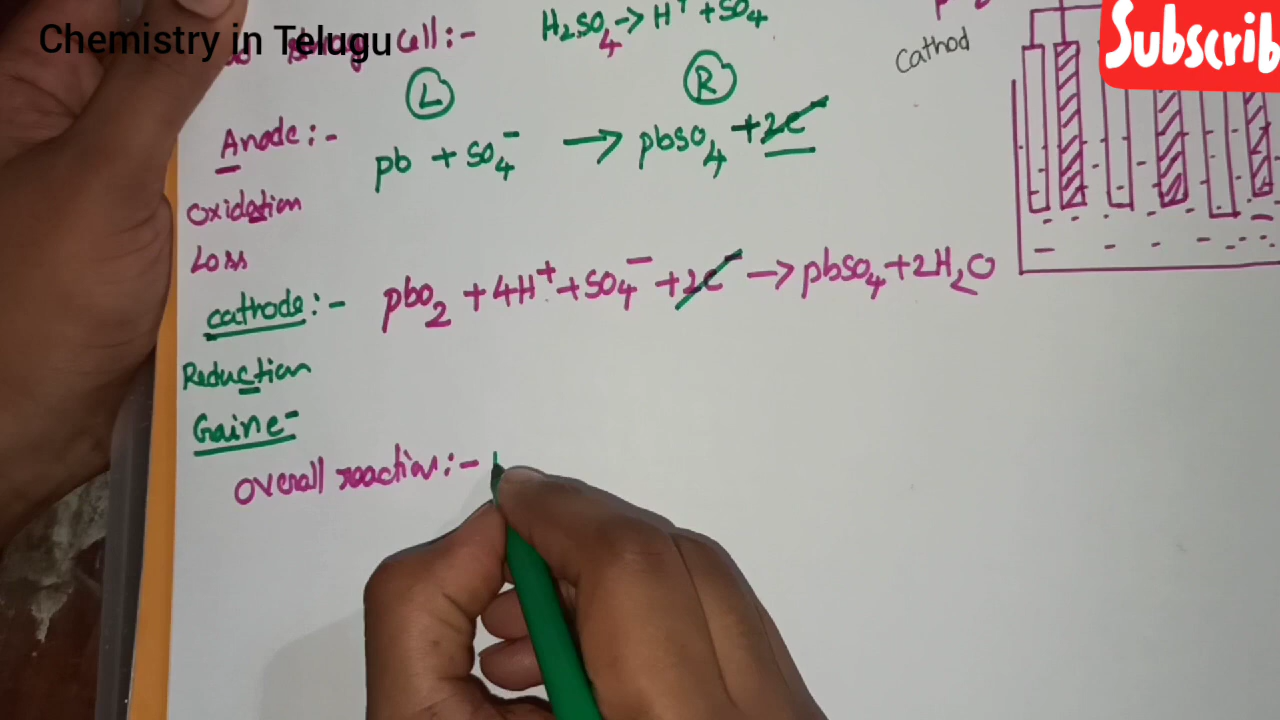 Chemistry in Telugu
Cell:-
H2SO4 → H+ + SO4
cathod
Subscrib
L
R
Anode:-
pb + SO4- → pbSO4 + 2e-
Oxidation
Loss
cathode:-
pbO2 + 4H+ + SO4- + 2e- → pbSO4 + 2H2O
Reduction
Gaine-
Overall reaction:-